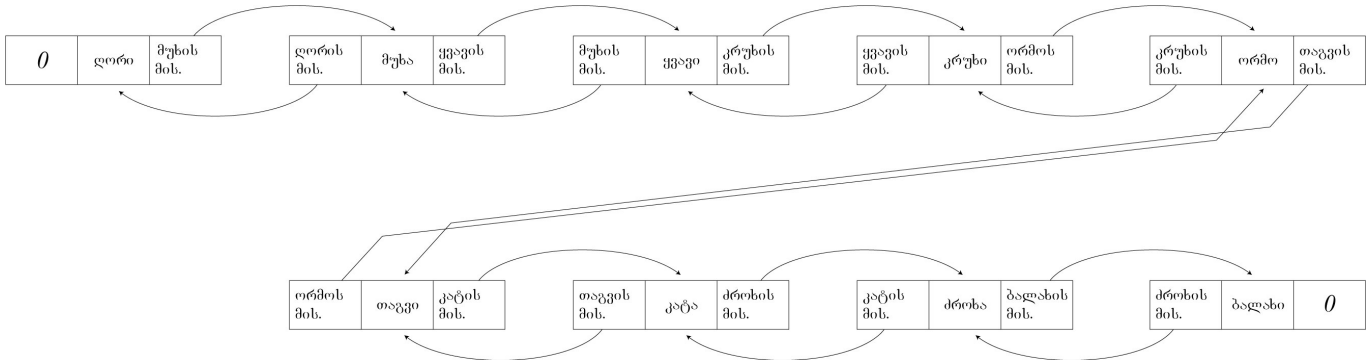 0 ღორი მუხის მის.
ღორის მის. მუხა ყვავის მის.
მუხის მის. ყვავი კრუხის მის.
ყვავის მის. კრუხი ორმოს მის.
კრუხის მის. ორმო თაგვის მის.
ორმოს მის. თაგვი კატის მის.
თაგვის მის. კატა ძროხის მის.
კატის მის. ძროხა ბალახის მის.
ძროხის მის. ბალახი 0